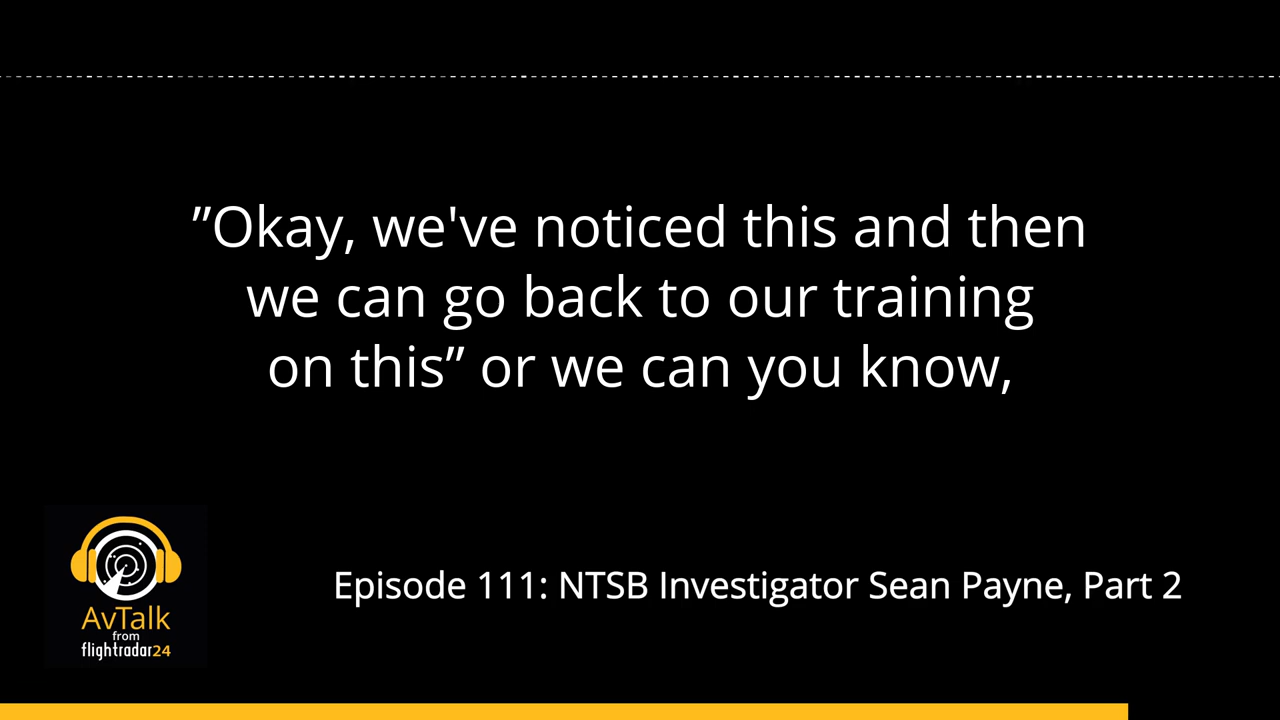 ”Okay, we've noticed this and then
we can go back to our training
on this” or we can you know,
AvTalk
from
flightradar24
Episode 111: NTSB Investigator Sean Payne, Part 2